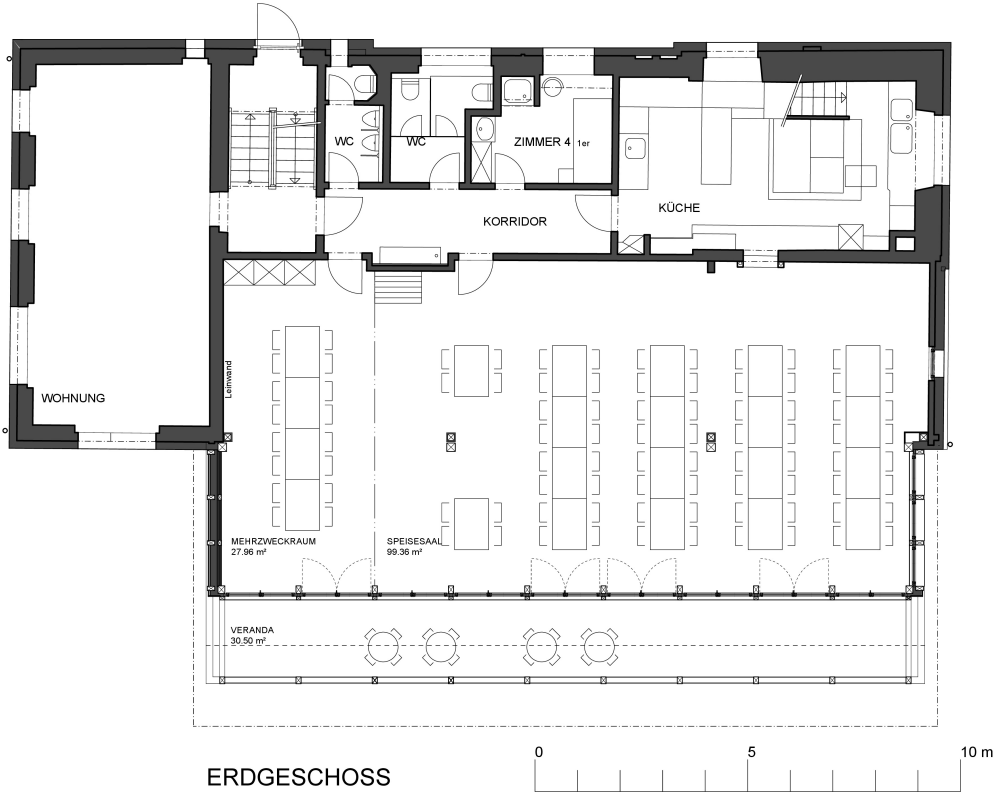 WC
WC
ZIMMER 4 1er
KÜCHE
KORRIDOR
Leinwand
WOHNUNG
MEHRZWECKRAUM
27.96 m²
SPEISESAAL
99.36 m²
VERANDA
30.50 m²
0 5 10 m
ERDGESCHOSS